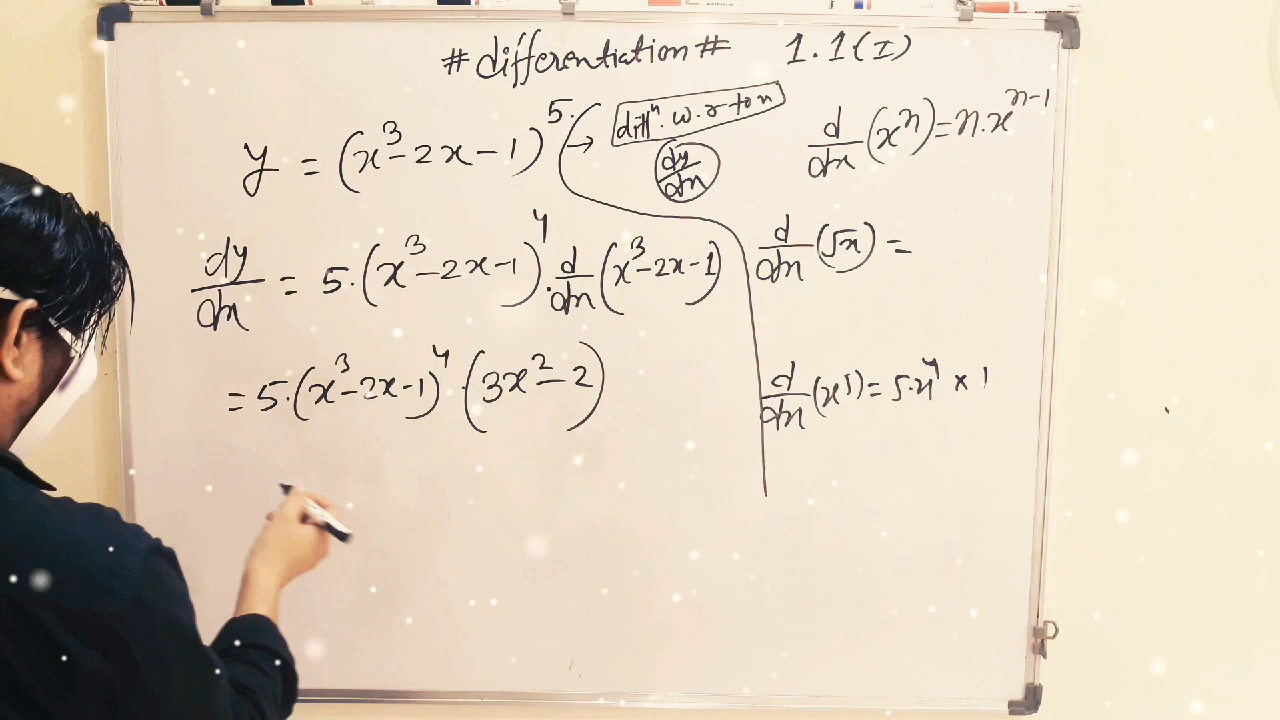 #differentiation# 1.1(I)
y = (x³-2x-1)⁵. → diffⁿ. w.r.to x
dy/dx
d/dx (xⁿ)=n.xⁿ⁻¹
dy/dx = 5.(x³-2x-1)⁴.d/dx(x³-2x-1)
d/dx(√x) =
=5.(x³-2x-1)⁴.(3x²-2)
d/dx(x⁵)=5.x⁴ × 1